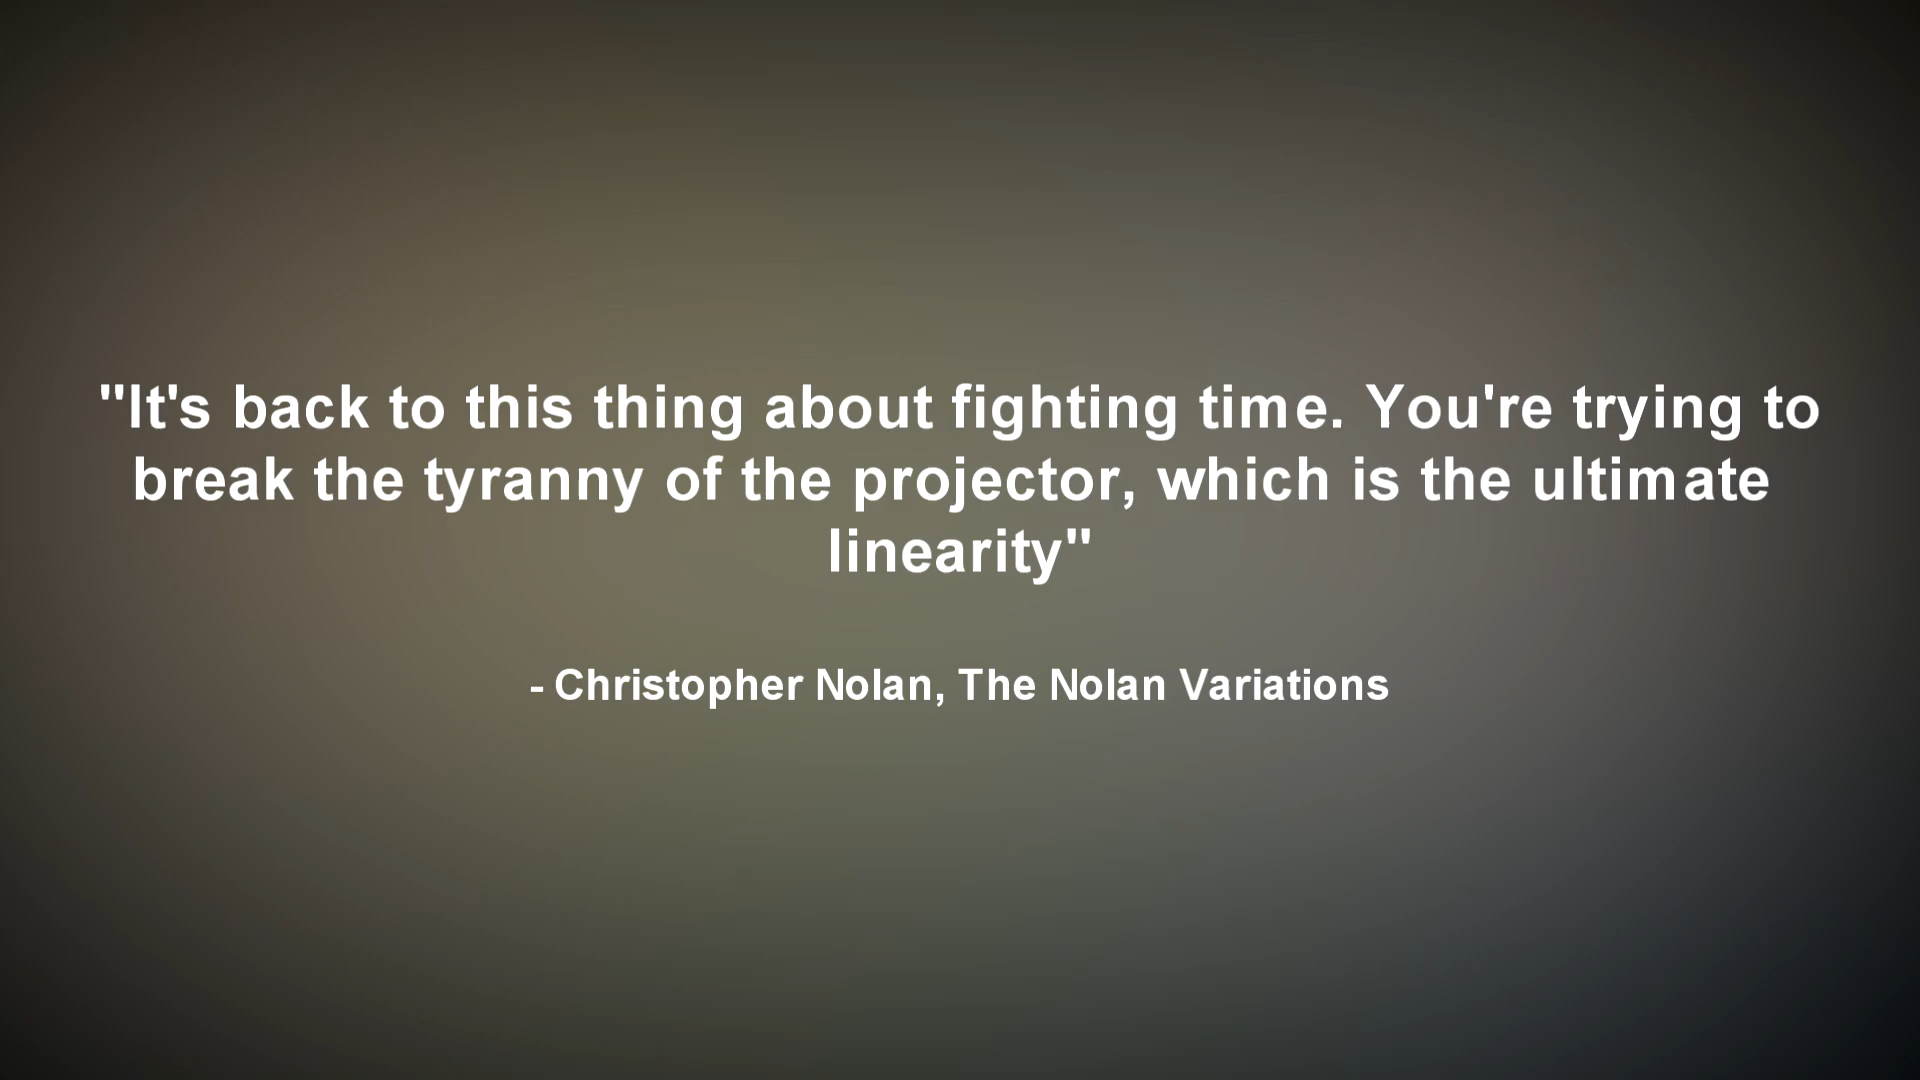 "It's back to this thing about fighting time. You're trying to
break the tyranny of the projector, which is the ultimate
linearity"
- Christopher Nolan, The Nolan Variations